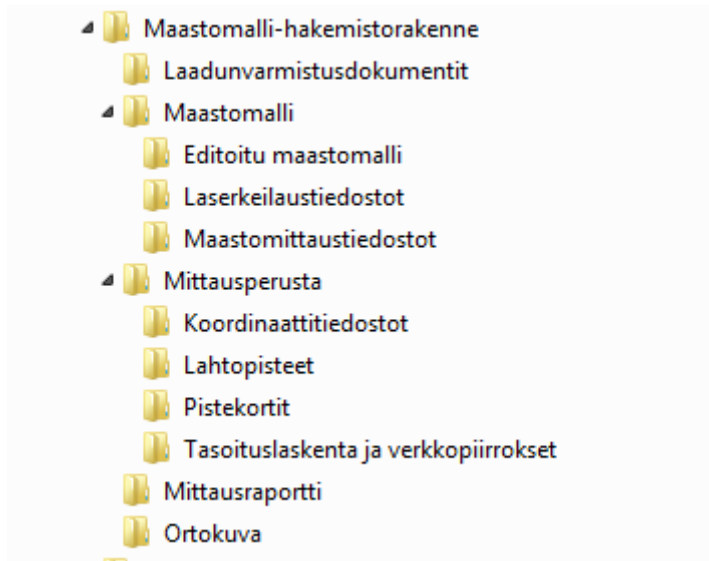 Maastomalli-hakemistorakenne
Laadunvarmistusdokumentit
Maastomalli
Editoitu maastomalli
Laserkeilaustiedostot
Maastomittaustiedostot
Mittausperusta
Koordinaattitiedostot
Lahtopisteet
Pistekortit
Tasoituslaskenta ja verkkopiirrokset
Mittausraportti
Ortokuva